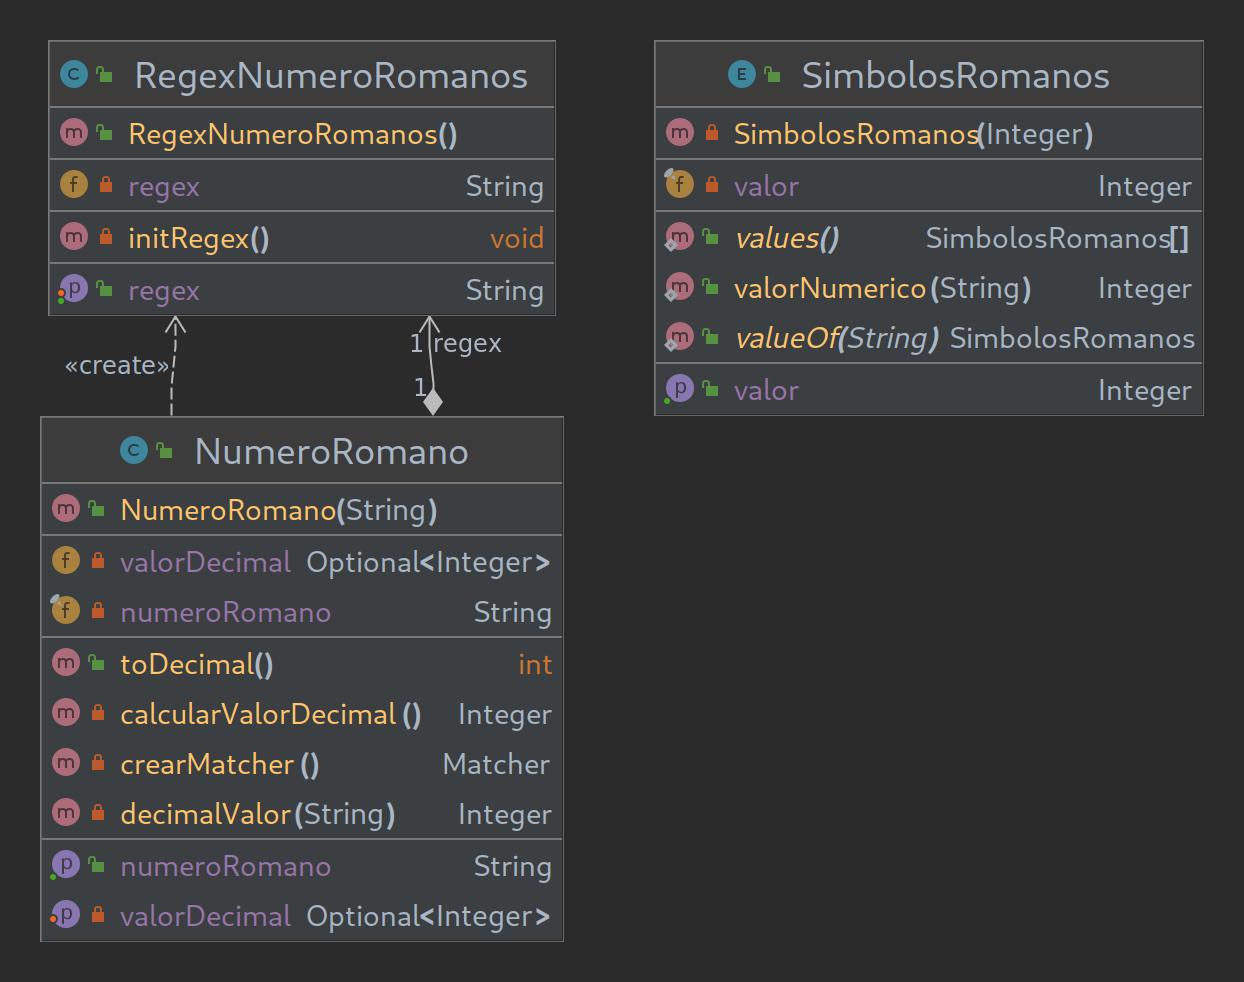 C RegexNumeroRomanos
m RegexNumeroRomanos()
f regex String
m initRegex() void
p regex String
«create»
1 regex
1
C NumeroRomano
m NumeroRomano(String)
f valorDecimal Optional<Integer>
f numeroRomano String
m toDecimal() int
m calcularValorDecimal () Integer
m crearMatcher () Matcher
m decimalValor(String) Integer
p numeroRomano String
p valorDecimal Optional<Integer>
E SimbolosRomanos
m SimbolosRomanos(Integer)
f valor Integer
m values() SimbolosRomanos[]
m valorNumerico (String) Integer
m valueOf(String) SimbolosRomanos
p valor Integer